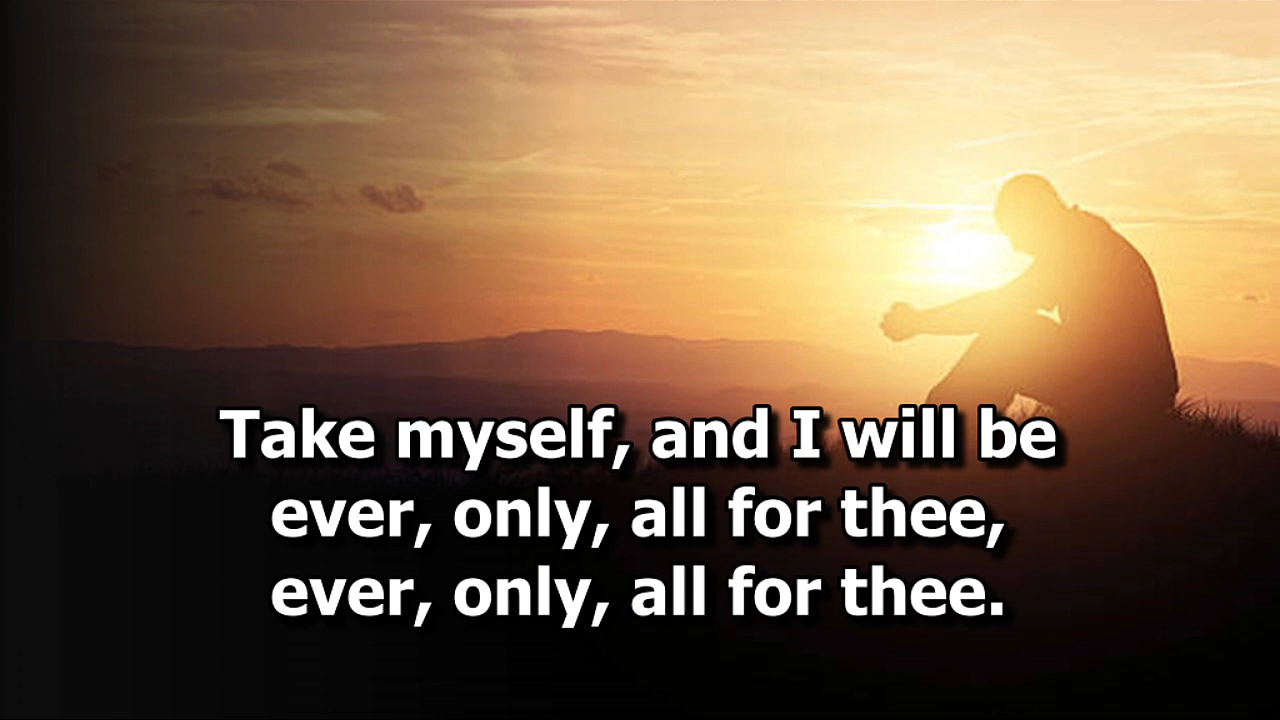 Take myself, and I will be
ever, only, all for thee,
ever, only, all for thee.